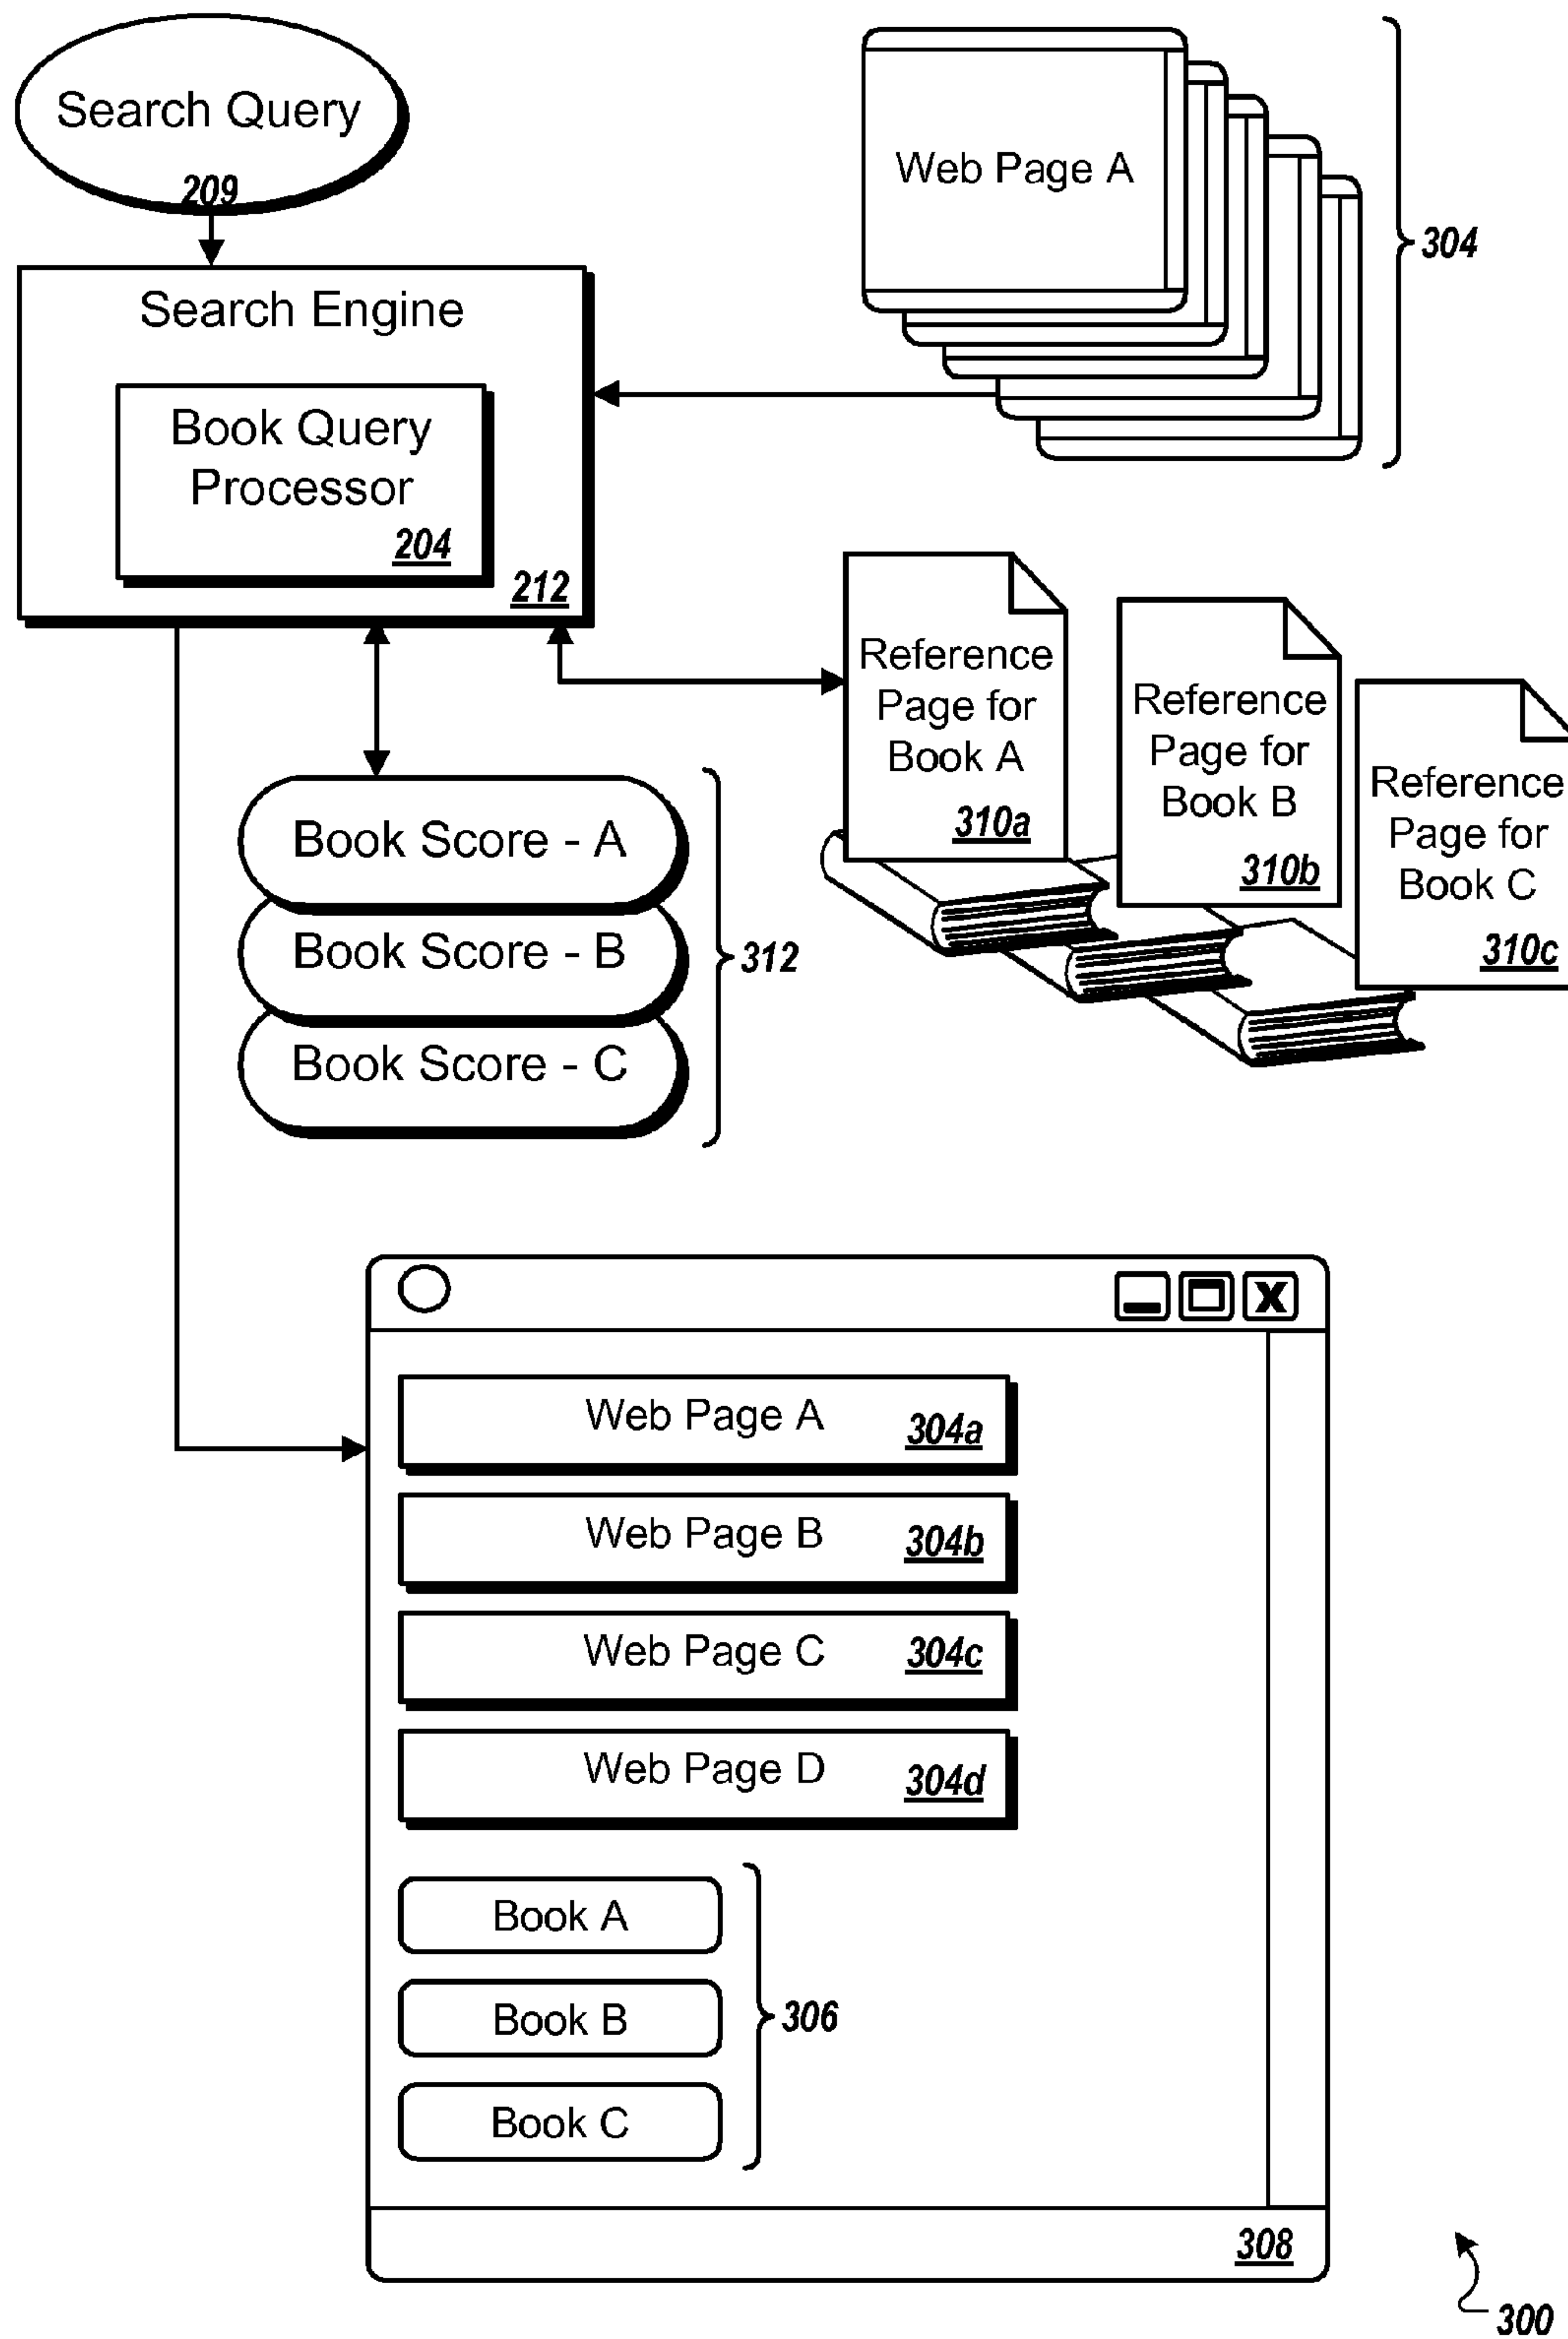 Search Query
209
Search Engine
Book Query
Processor
204
212
Web Page A
304
Reference
Page for
Book A
310a
Reference
Page for
Book B
310b
Reference
Page for
Book C
310c
Book Score - A
Book Score - B
Book Score - C
312
X
Web Page A
304a
Web Page B
304b
Web Page C
304c
Web Page D
304d
Book A
Book B
Book C
306
308
300